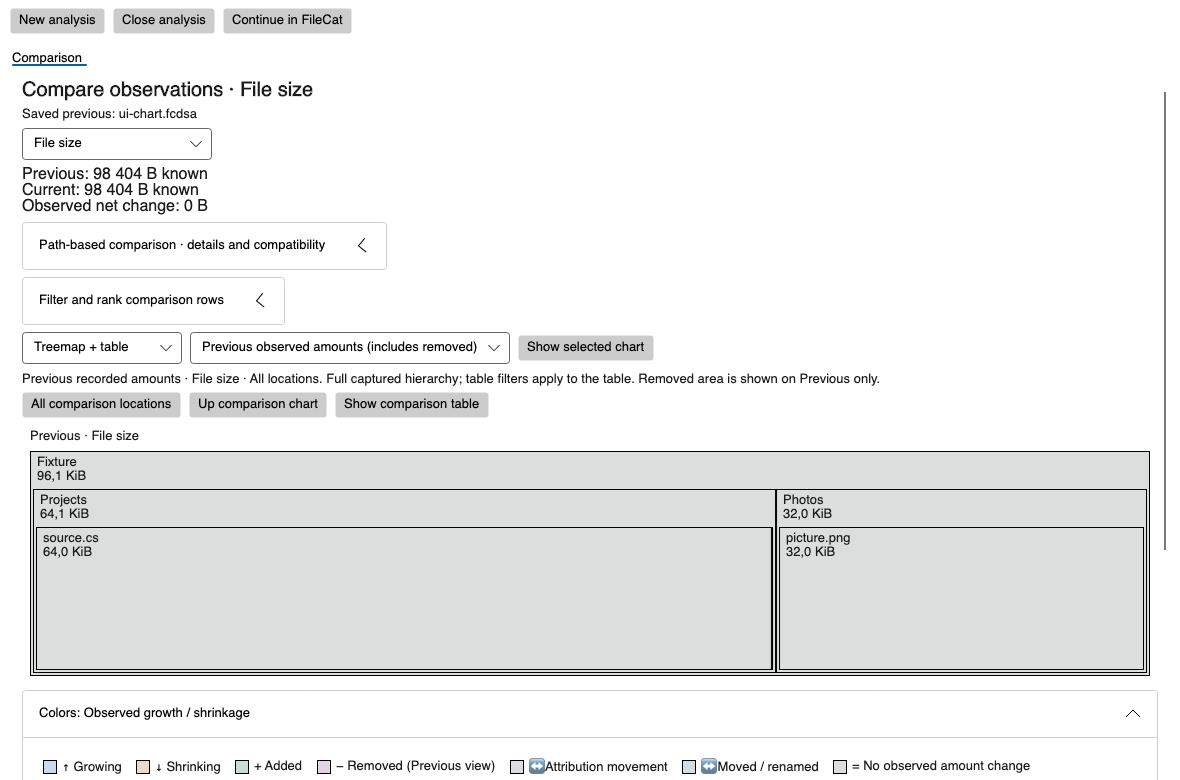 New analysis Close analysis Continue in FileCat
Comparison
Compare observations · File size
Saved previous: ui-chart.fcdsa
File size
Previous: 98 404 B known
Current: 98 404 B known
Observed net change: 0 B
Path-based comparison · details and compatibility
Filter and rank comparison rows
Treemap + table Previous observed amounts (includes removed) Show selected chart
Previous recorded amounts · File size · All locations. Full captured hierarchy; table filters apply to the table. Removed area is shown on Previous only.
All comparison locations Up comparison chart Show comparison table
Previous · File size
Fixture
96,1 KiB
Projects
64,1 KiB
Photos
32,0 KiB
source.cs
64,0 KiB
picture.png
32,0 KiB
Colors: Observed growth / shrinkage
↑ Growing ↓ Shrinking + Added − Removed (Previous view) ↔Attribution movement ↔Moved / renamed = No observed amount change